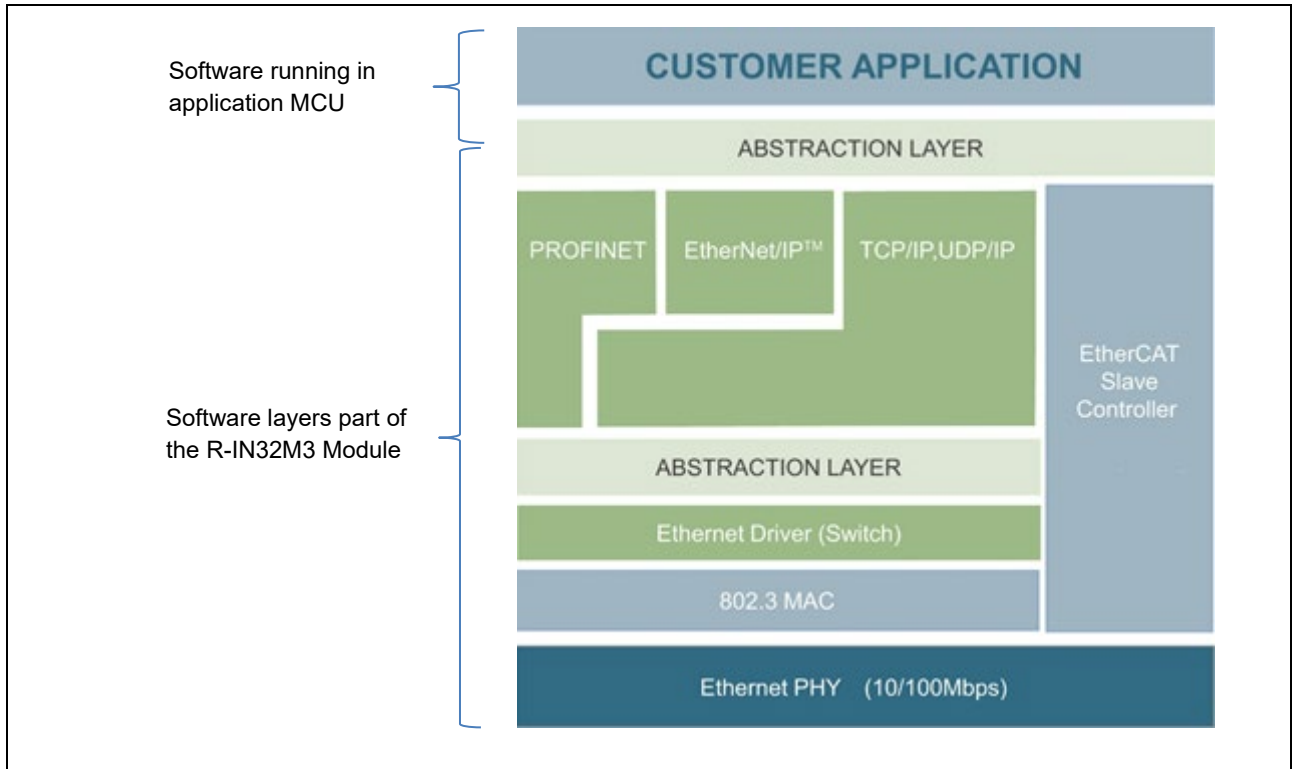 CUSTOMER APPLICATION
Software running in
application MCU
ABSTRACTION LAYER
PROFINET
EtherNet/IP™
TCP/IP,UDP/IP
EtherCAT
Slave
Controller
Software layers part of
the R-IN32M3 Module
ABSTRACTION LAYER
Ethernet Driver (Switch)
802.3 MAC
Ethernet PHY (10/100Mbps)